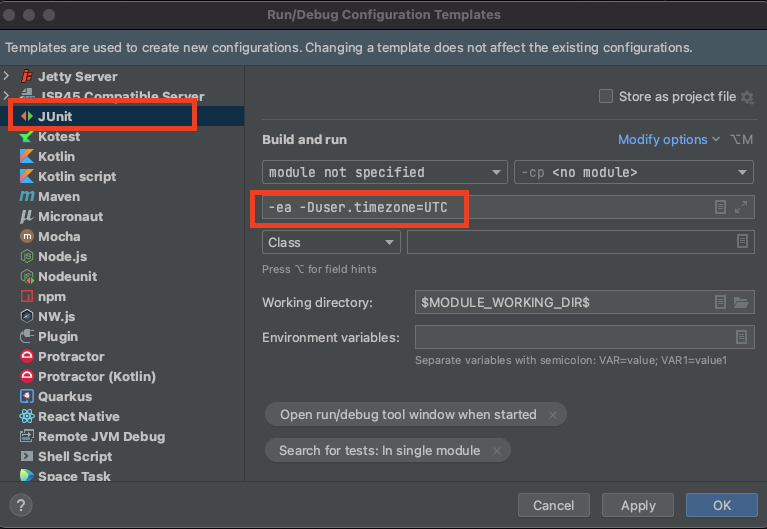 Run/Debug Configuration Templates
Templates are used to create new configurations. Changing a template does not affect the existing configurations.
Jetty Server
JSR45 Compatible Server
JUnit
Kotest
Kotlin
Kotlin script
Maven
Micronaut
Mocha
Node.js
Nodeunit
npm
NW.js
Plugin
Protractor
Protractor (Kotlin)
Quarkus
React Native
Remote JVM Debug
Shell Script
Space Task
Store as project file
Build and run
Modify options ⌥M
module not specified
-cp <no module>
-ea -Duser.timezone=UTC
Class
Press ⌥ for field hints
Working directory:
$MODULE_WORKING_DIR$
Environment variables:
Separate variables with semicolon: VAR=value; VAR1=value1
Open run/debug tool window when started ×
Search for tests: In single module ×
?
Cancel
Apply
OK